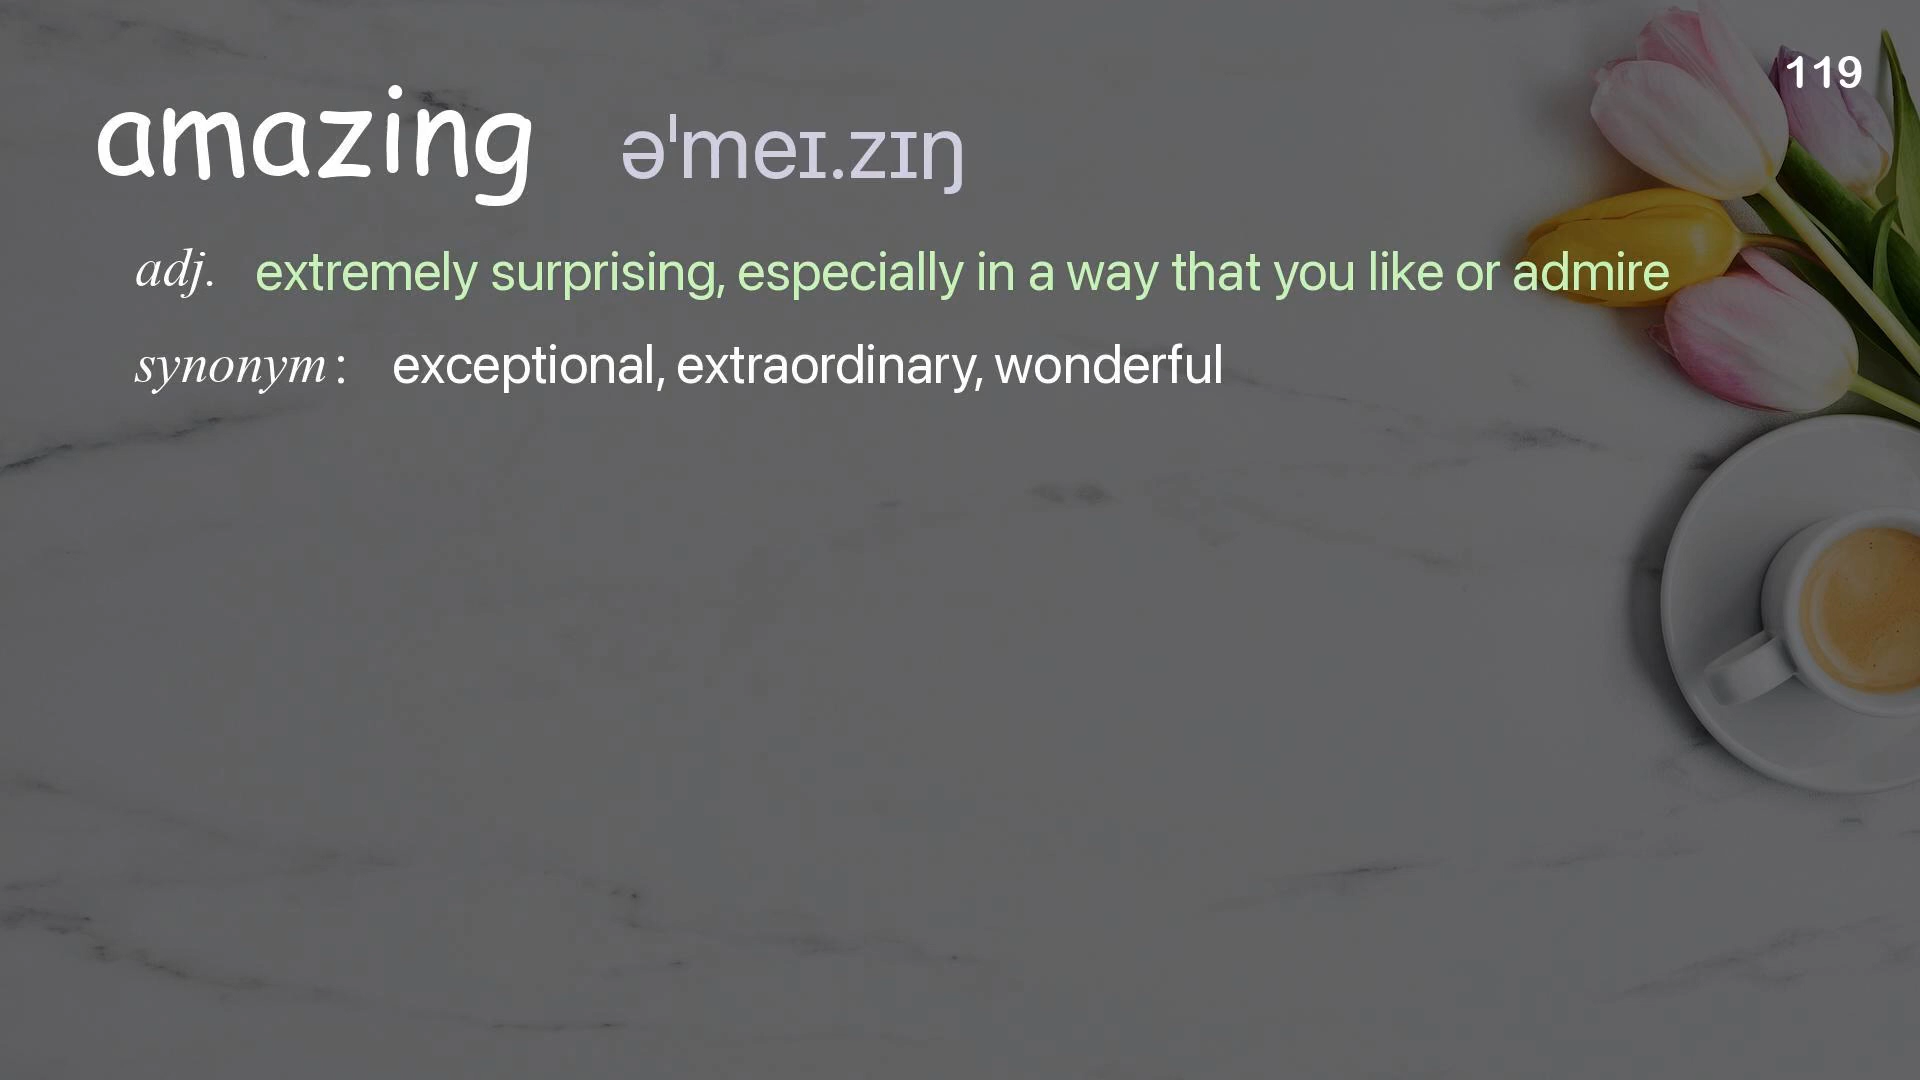 119
amazing əˈmeɪ.zɪŋ
adj. extremely surprising, especially in a way that you like or admire
synonym: exceptional, extraordinary, wonderful